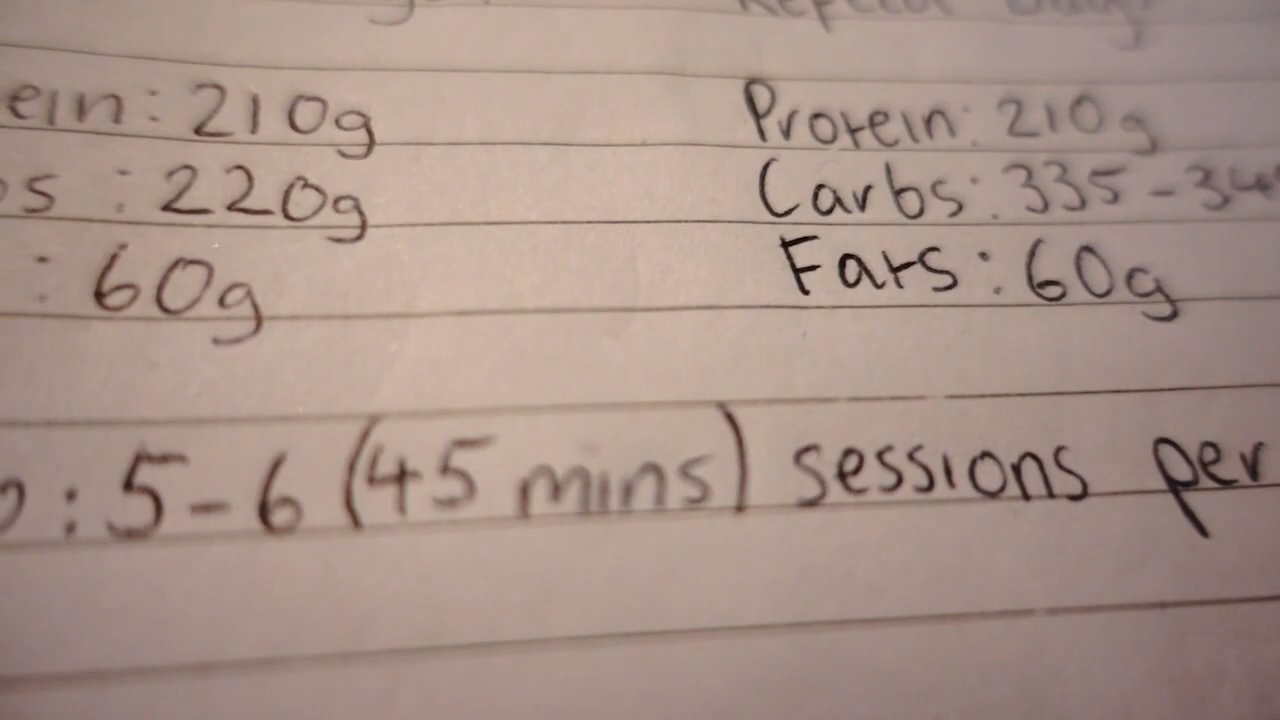 ein: 210g Protein: 210g
s : 220g Carbs: 335-34
: 60g Fats: 60g
: 5-6 (45 mins) sessions per